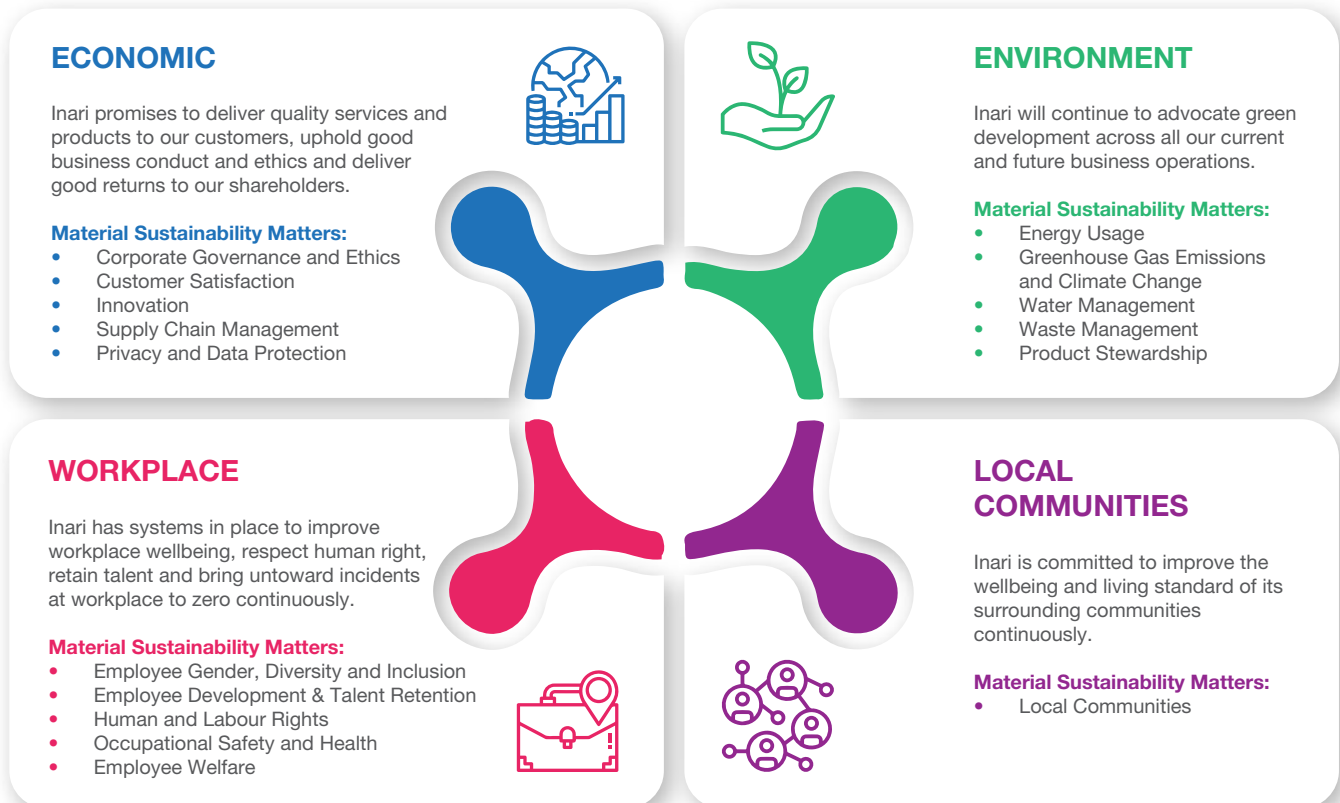 ECONOMIC
Inari promises to deliver quality services and
products to our customers, uphold good
business conduct and ethics and deliver
good returns to our shareholders.
Material Sustainability Matters:
• Corporate Governance and Ethics
• Customer Satisfaction
• Innovation
• Supply Chain Management
• Privacy and Data Protection
ENVIRONMENT
Inari will continue to advocate green
development across all our current
and future business operations.
Material Sustainability Matters:
• Energy Usage
• Greenhouse Gas Emissions
and Climate Change
• Water Management
• Waste Management
• Product Stewardship
WORKPLACE
Inari has systems in place to improve
workplace wellbeing, respect human right,
retain talent and bring untoward incidents
at workplace to zero continuously.
Material Sustainability Matters:
• Employee Gender, Diversity and Inclusion
• Employee Development & Talent Retention
• Human and Labour Rights
• Occupational Safety and Health
• Employee Welfare
LOCAL
COMMUNITIES
Inari is committed to improve the
wellbeing and living standard of its
surrounding communities
continuously.
Material Sustainability Matters:
• Local Communities